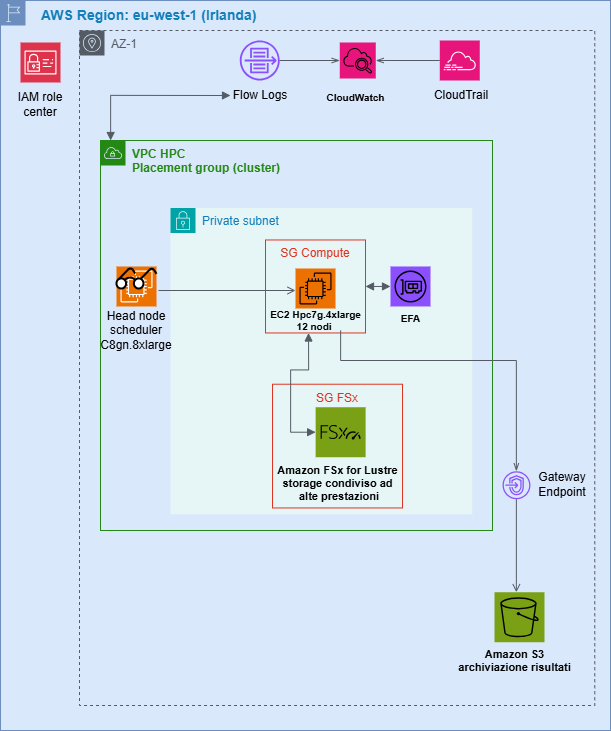 AWS Region: eu-west-1 (Irlanda)
AZ-1
IAM role
center
Flow Logs
CloudWatch
CloudTrail
VPC HPC
Placement group (cluster)
Private subnet
SG Compute
EC2 Hpc7g.4xlarge
12 nodi
EFA
Head node
scheduler
C8gn.8xlarge
SG FSx
FSx
Amazon FSx for Lustre
storage condiviso ad
alte prestazioni
Gateway
Endpoint
Amazon S3
archiviazione risultati